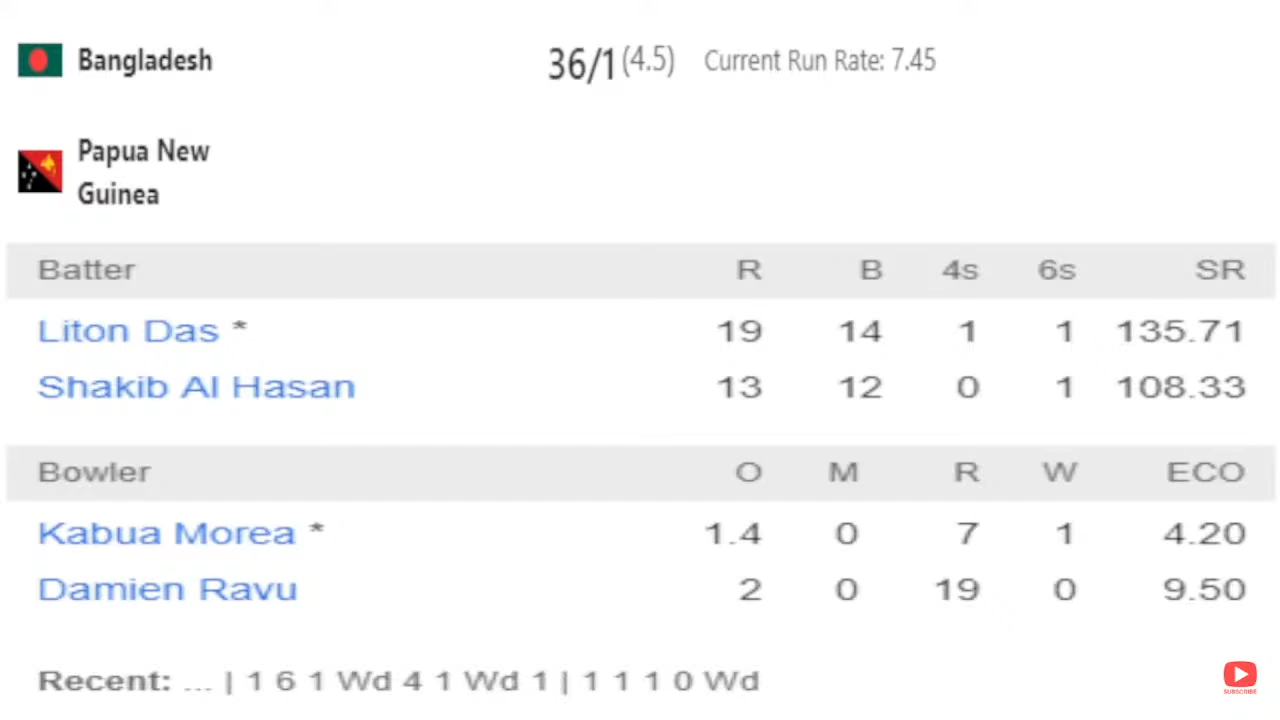 Bangladesh 36/1 (4.5) Current Run Rate: 7.45
Papua New
Guinea
Batter R B 4s 6s SR
Liton Das * 19 14 1 1 135.71
Shakib Al Hasan 13 12 0 1 108.33
Bowler O M R W ECO
Kabua Morea * 1.4 0 7 1 4.20
Damien Ravu 2 0 19 0 9.50
Recent: ... | 1 6 1 Wd 4 1 Wd 1 | 1 1 1 0 Wd
SUBSCRIBE